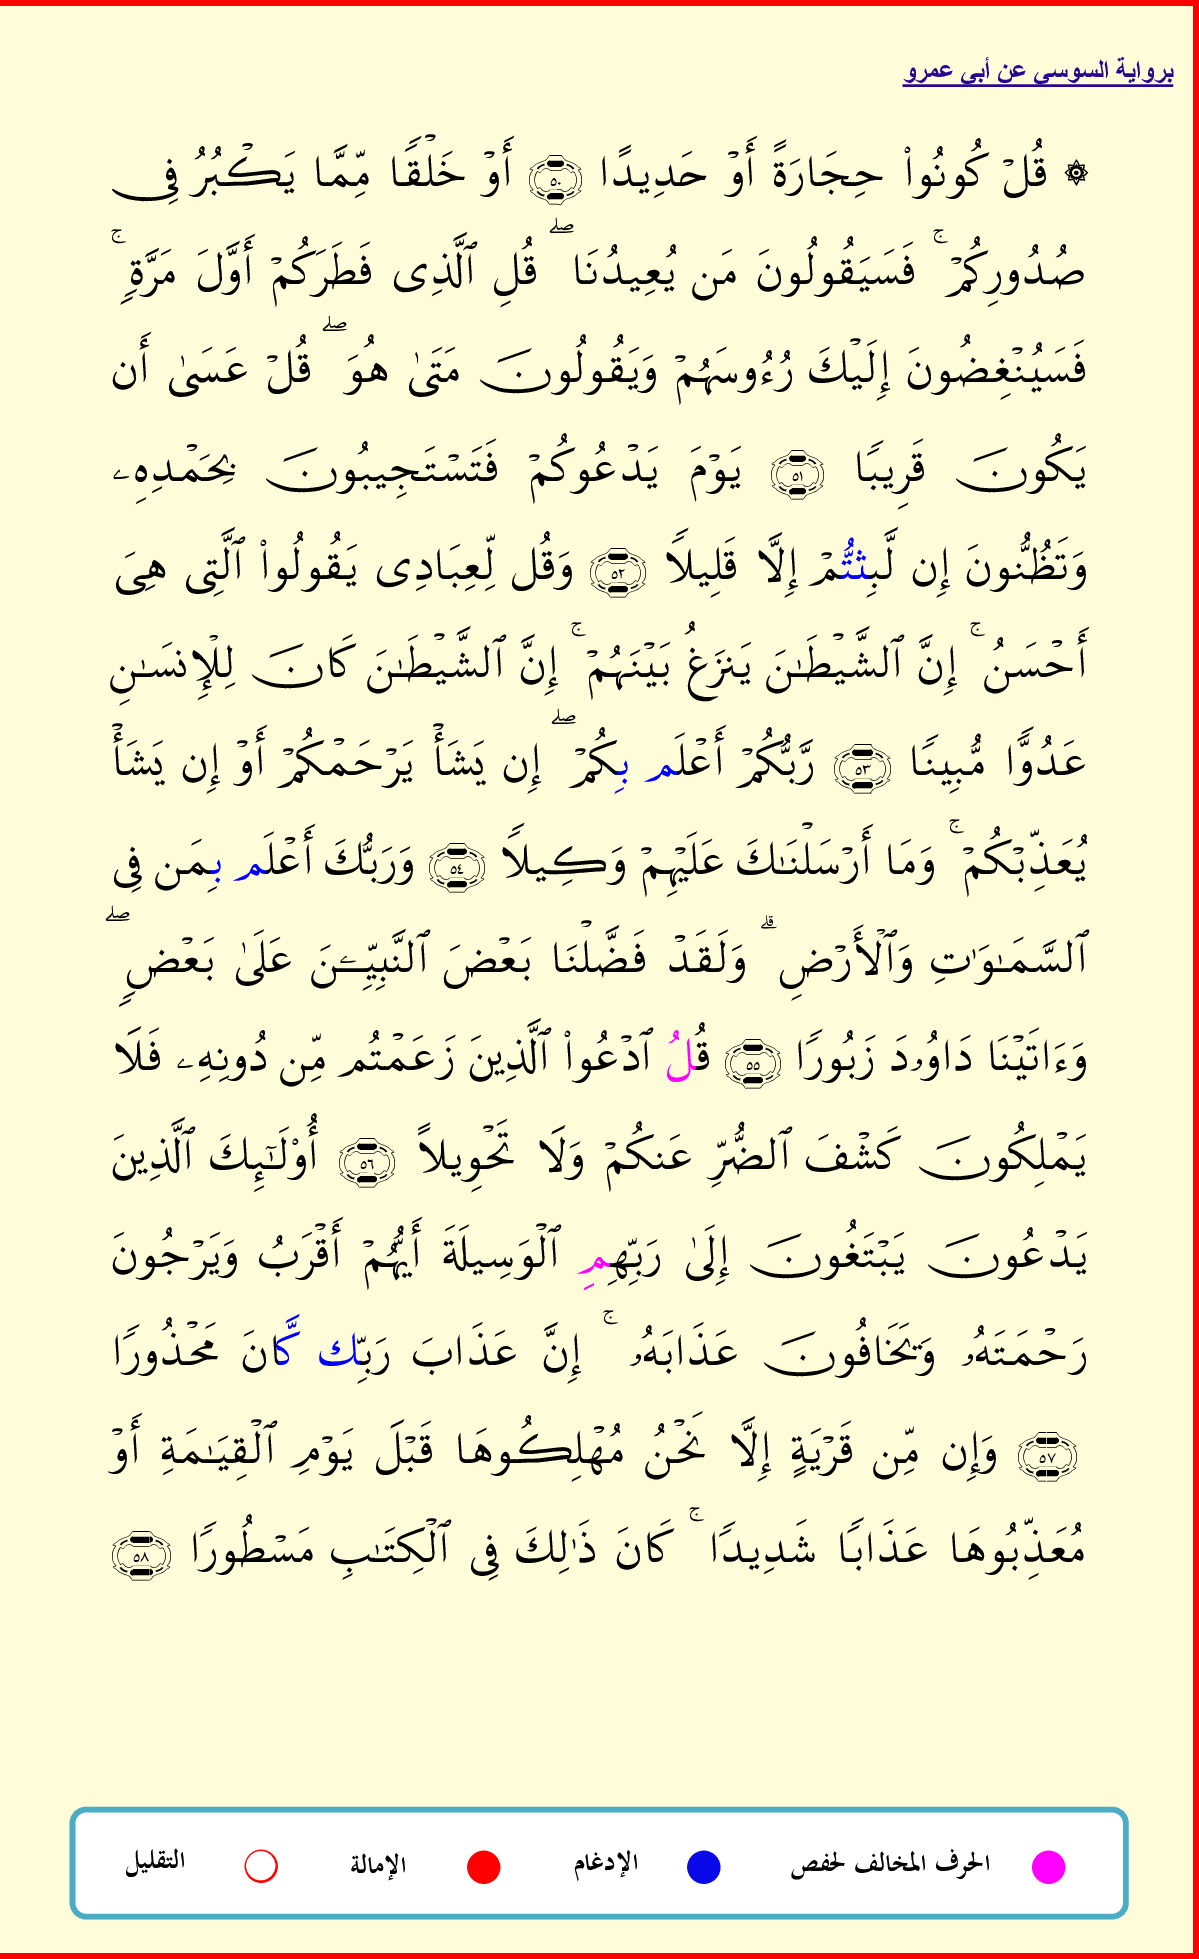 برواية السوسي عن أبي عمرو
۞ قُلۡ كُونُواْ حِجَارَةً أَوۡ حَدِيدًا ٥٠ أَوۡ خَلۡقٗا مِّمَّا يَكۡبُرُ فِي
صُدُورِكُمۡۚ فَسَيَقُولُونَ مَن يُعِيدُنَاۖ قُلِ ٱلَّذِي فَطَرَكُمۡ أَوَّلَ مَرَّةٖۚ
فَسَيُنۡغِضُونَ إِلَيۡكَ رُءُوسَهُمۡ وَيَقُولُونَ مَتَىٰ هُوَۖ قُلۡ عَسَىٰ أَن
يَكُونَ قَرِيبٗا ٥١ يَوۡمَ يَدۡعُوكُمۡ فَتَسۡتَجِيبُونَ بِحَمۡدِهِۦ
وَتَظُنُّونَ إِن لَّبِثتُّمۡ إِلَّا قَلِيلٗا ٥٢ وَقُل لِّعِبَادِي يَقُولُواْ ٱلَّتِي هِيَ
أَحۡسَنُۚ إِنَّ ٱلشَّيۡطَٰنَ يَنزَغُ بَيۡنَهُمۡۚ إِنَّ ٱلشَّيۡطَٰنَ كَانَ لِلۡإِنسَٰنِ
عَدُوّٗا مُّبِينٗا ٥٣ رَّبُّكُمۡ أَعۡلَم بِكُمۡۖ إِن يَشَأۡ يَرۡحَمۡكُمۡ أَوۡ إِن يَشَأۡ
يُعَذِّبۡكُمۡۚ وَمَا أَرۡسَلۡنَٰكَ عَلَيۡهِمۡ وَكِيلٗا ٥٤ وَرَبُّكَ أَعۡلَم بِمَن فِي
ٱلسَّمَٰوَٰتِ وَٱلۡأَرۡضِۗ وَلَقَدۡ فَضَّلۡنَا بَعۡضَ ٱلنَّبِيِّـۧنَ عَلَىٰ بَعۡضٖۖ
وَءَاتَيۡنَا دَاوُۥدَ زَبُورٗا ٥٥ قُلُ ٱدۡعُواْ ٱلَّذِينَ زَعَمۡتُم مِّن دُونِهِۦ فَلَا
يَمۡلِكُونَ كَشۡفَ ٱلضُّرِّ عَنكُمۡ وَلَا تَحۡوِيلًا ٥٦ أُوْلَٰٓئِكَ ٱلَّذِينَ
يَدۡعُونَ يَبۡتَغُونَ إِلَىٰ رَبِّهِمِ ٱلۡوَسِيلَةَ أَيُّهُمۡ أَقۡرَبُ وَيَرۡجُونَ
رَحۡمَتَهُۥ وَيَخَافُونَ عَذَابَهُۥۚ إِنَّ عَذَابَ رَبِّك كَّانَ مَحۡذُورٗا
٥٧ وَإِن مِّن قَرۡيَةٍ إِلَّا نَحۡنُ مُهۡلِكُوهَا قَبۡلَ يَوۡمِ ٱلۡقِيَٰمَةِ أَوۡ
مُعَذِّبُوهَا عَذَابٗا شَدِيدٗاۚ كَانَ ذَٰلِكَ فِي ٱلۡكِتَٰبِ مَسۡطُورٗا ٥٨
الحرف المخالف لحفص الإدغام الإمالة التقليل